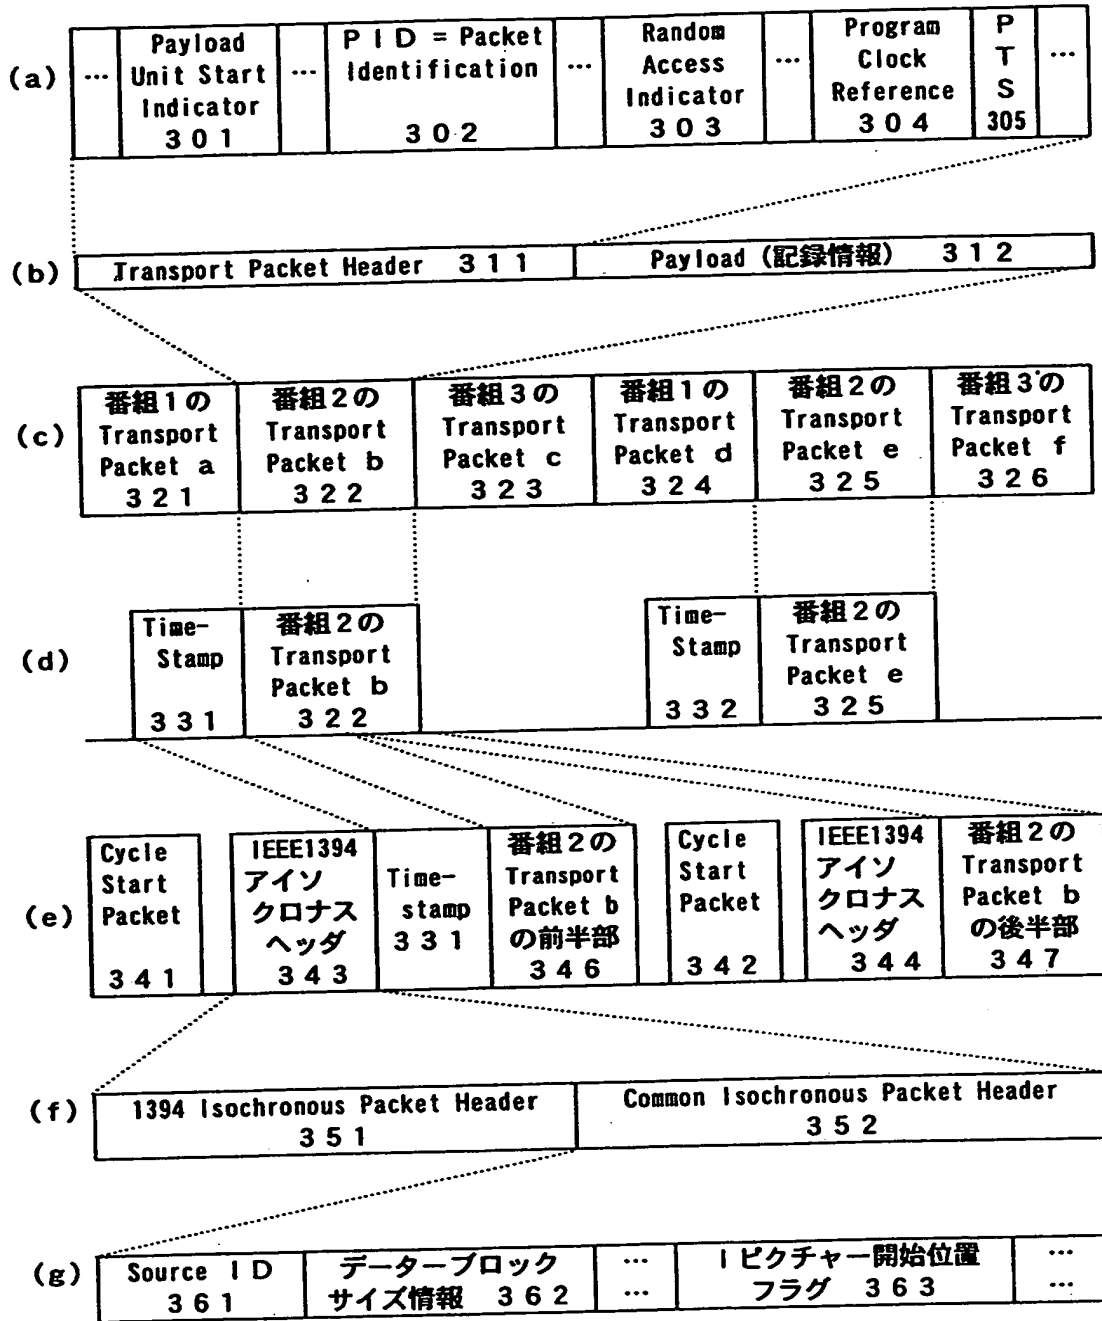 (a)
...
Payload
Unit Start
Indicator
301
...
PID = Packet
Identification
302
...
Random
Access
Indicator
303
...
Program
Clock
Reference
304
P
T
S
305
...
(b)
Transport Packet Header 311
Payload (記録情報) 312
(c)
番組1の
Transport
Packet a
321
番組2の
Transport
Packet b
322
番組3の
Transport
Packet c
323
番組1の
Transport
Packet d
324
番組2の
Transport
Packet e
325
番組3の
Transport
Packet f
326
(d)
Time-
Stamp
331
番組2の
Transport
Packet b
322
Time-
Stamp
332
番組2の
Transport
Packet e
325
(e)
Cycle
Start
Packet
341
IEEE1394
アイソ
クロナス
ヘッダ
343
Time-
stamp
331
番組2の
Transport
Packet b
の前半部
346
Cycle
Start
Packet
342
IEEE1394
アイソ
クロナス
ヘッダ
344
番組2の
Transport
Packet b
の後半部
347
(f)
1394 Isochronous Packet Header
351
Common Isochronous Packet Header
352
(g)
Source ID
361
データーブロック
サイズ情報 362
...
...
Iピクチャー開始位置
フラグ 363
...
...